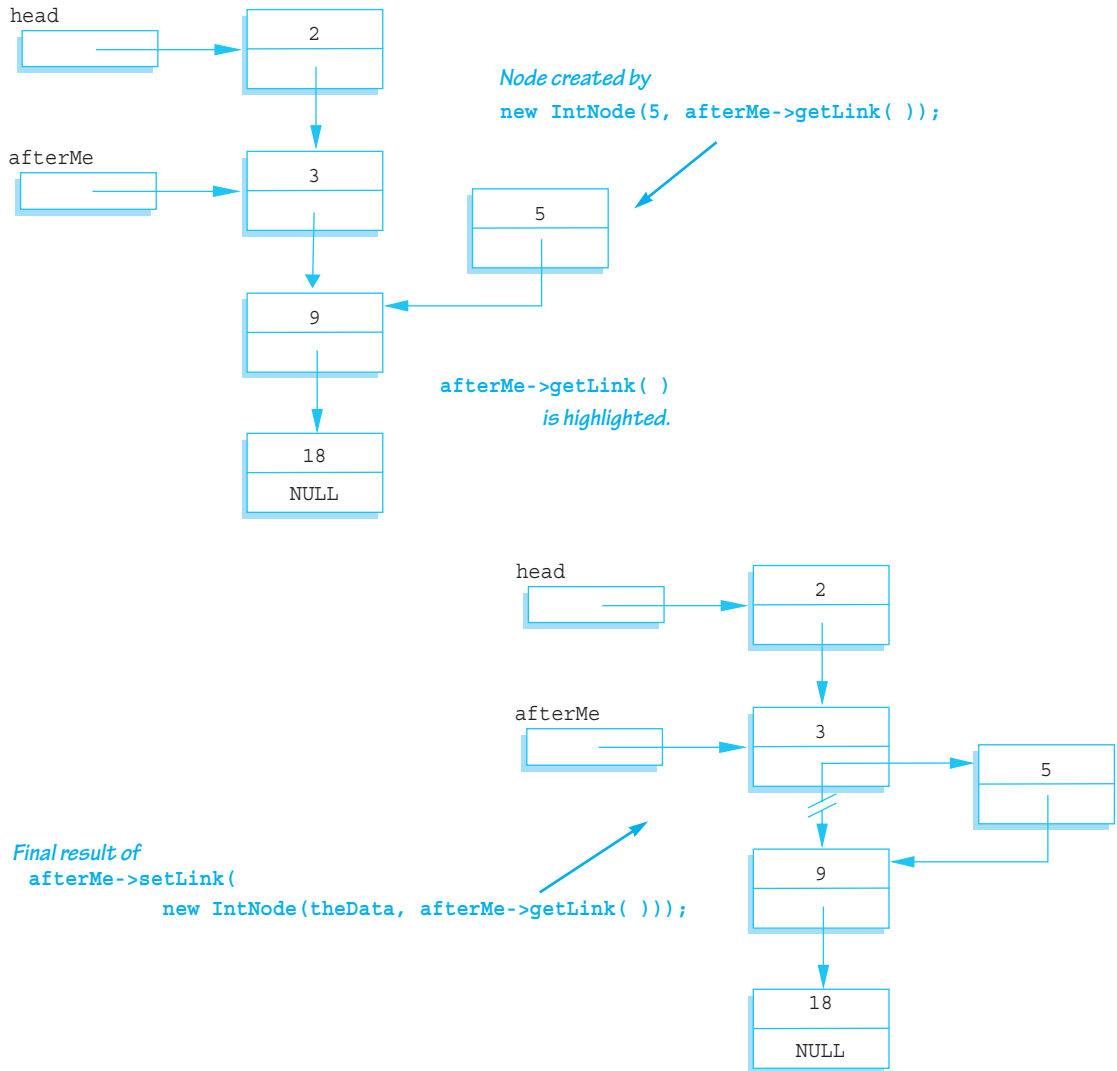 head
2
Node created by
new IntNode(5, afterMe->getLink( ));
afterMe
3
5
9
afterMe->getLink( )
is highlighted.
18
NULL
head
2
afterMe
3
5
Final result of
afterMe->setLink(
new IntNode(theData, afterMe->getLink( )));
9
18
NULL